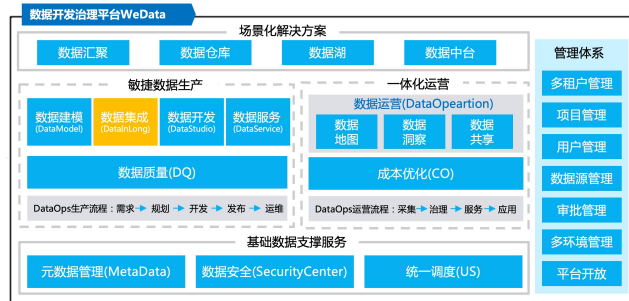 数据开发治理平台WeData
场景化解决方案
数据汇聚
数据仓库
数据湖
数据中台
敏捷数据生产
数据建模
(DataModel)
数据集成
(DataInLong)
数据开发
(DataStudio)
数据服务
(DataService)
数据质量(DQ)
DataOps生产流程：需求 规划 开发 发布 运维
一体化运营
数据运营(DataOpeartion)
数据
地图
数据
洞察
数据
共享
成本优化(CO)
DataOps运营流程：采集 治理 服务 应用
基础数据支撑服务
元数据管理(MetaData)
数据安全(SecurityCenter)
统一调度(US)
管理体系
多租户管理
项目管理
用户管理
数据源管理
审批管理
多环境管理
平台开放